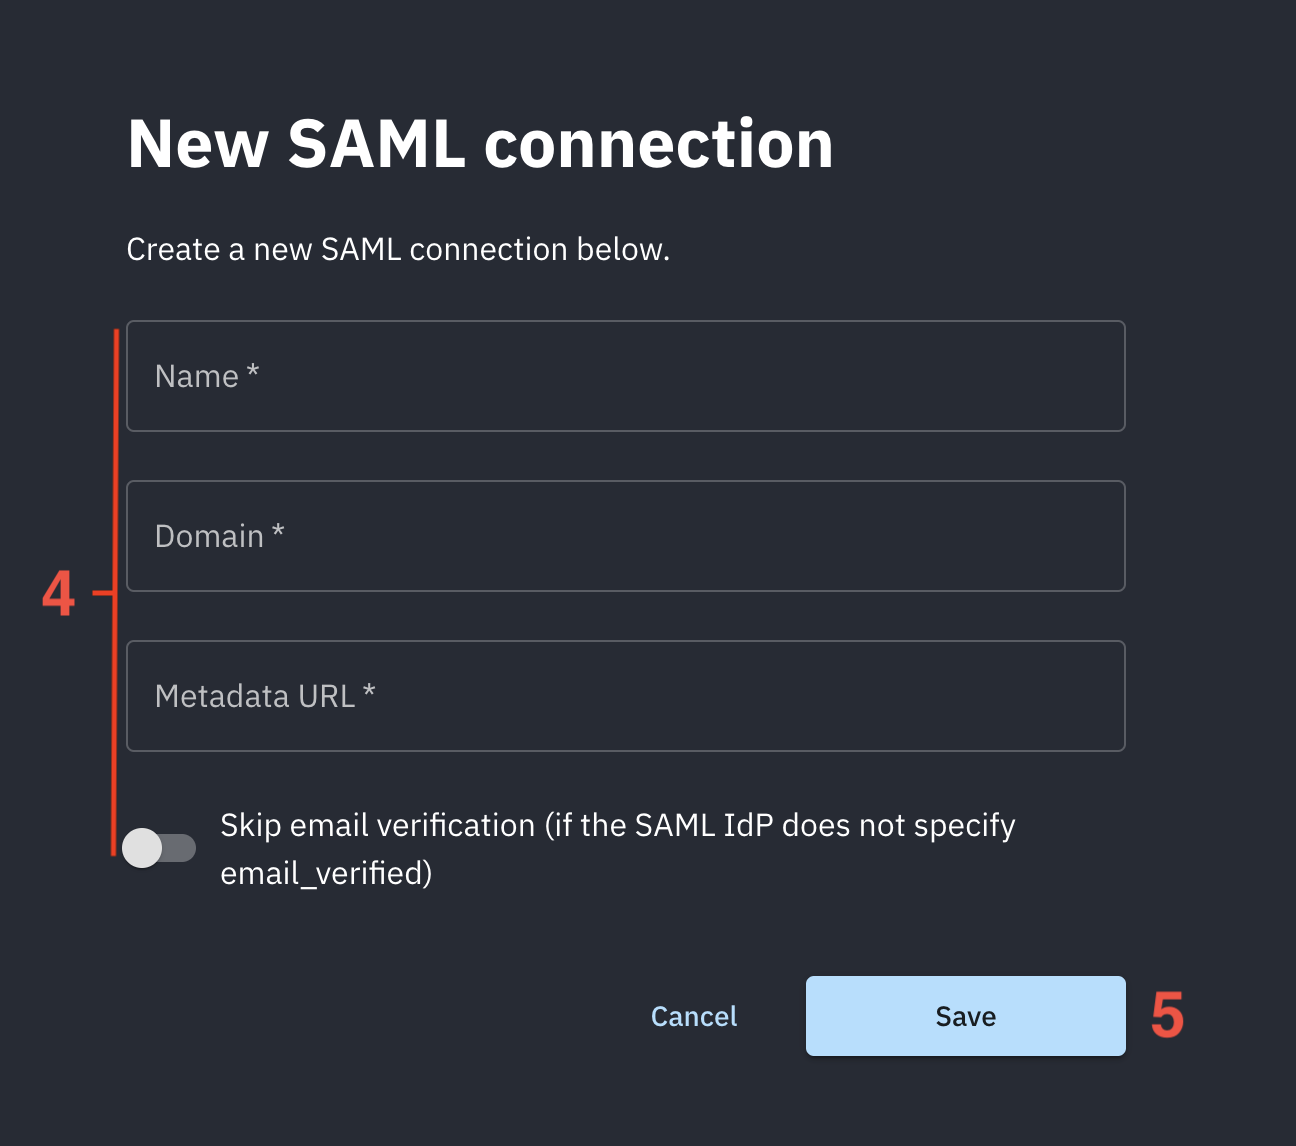 New SAML connection
Create a new SAML connection below.
Name *
Domain *
4
Metadata URL *
Skip email verification (if the SAML IdP does not specify
email_verified)
Cancel
Save
5